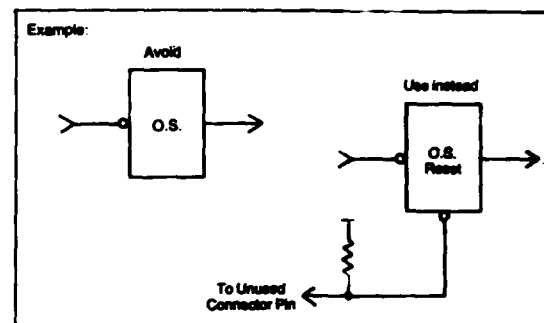 Example:
Avoid
O.S.
Use instead
O.S.
Reset
To Unused
Connector Pin